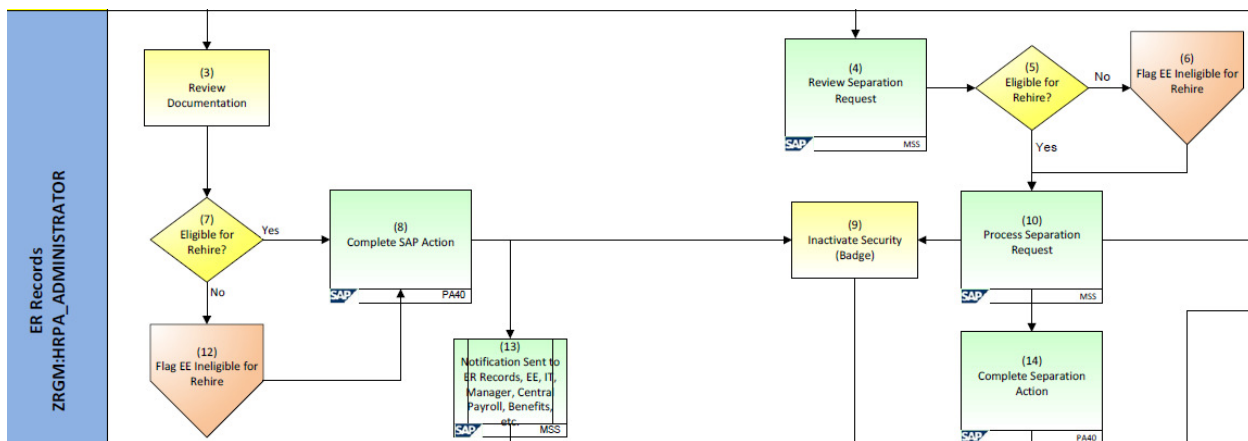 ER Records
ZRGM:HRPA_ADMINISTRATOR
(3)
Review
Documentation
(4)
Review Separation
Request
SAP
MSS
(5)
Eligible for
Rehire?
No
Yes
(6)
Flag EE Ineligible for
Rehire
(7)
Eligible for
Rehire?
Yes
No
(8)
Complete SAP Action
SAP
PA40
(9)
Inactivate Security
(Badge)
(10)
Process Separation
Request
SAP
MSS
(12)
Flag EE Ineligible for
Rehire
(13)
Notification Sent to
ER Records, EE, IT,
Manager, Central
Payroll, Benefits,
etc.
SAP
MSS
(14)
Complete Separation
Action
SAP
PA40